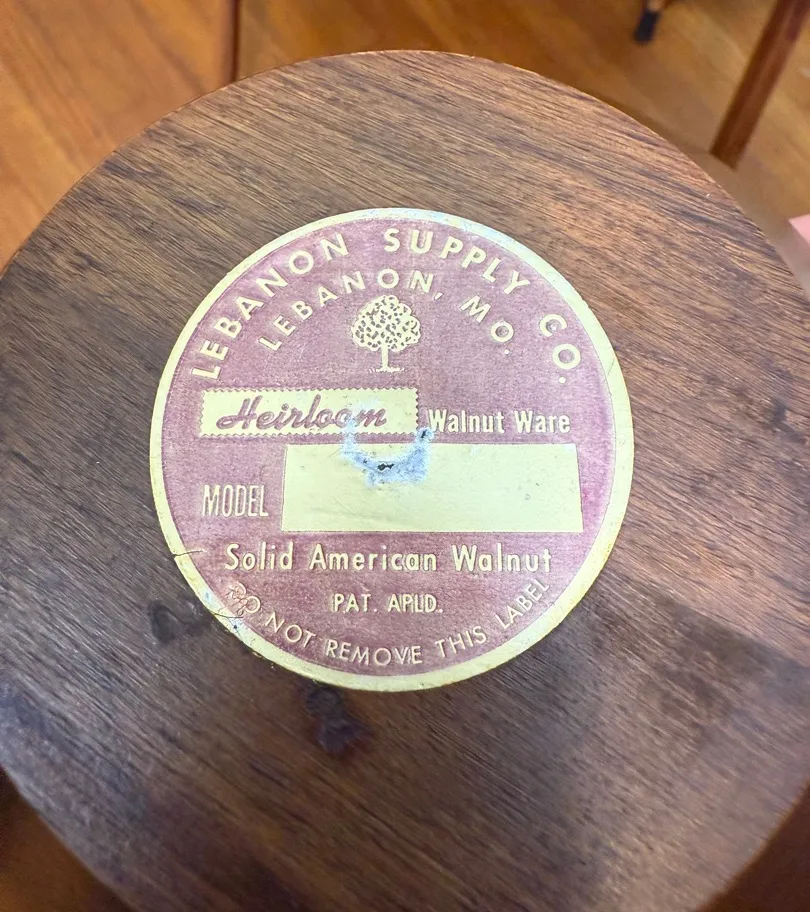 LEBANON SUPPLY CO.
LEBANON, MO.
Heirloom Walnut Ware
MODEL
Solid American Walnut
PAT. APLD.
DO NOT REMOVE THIS LABEL